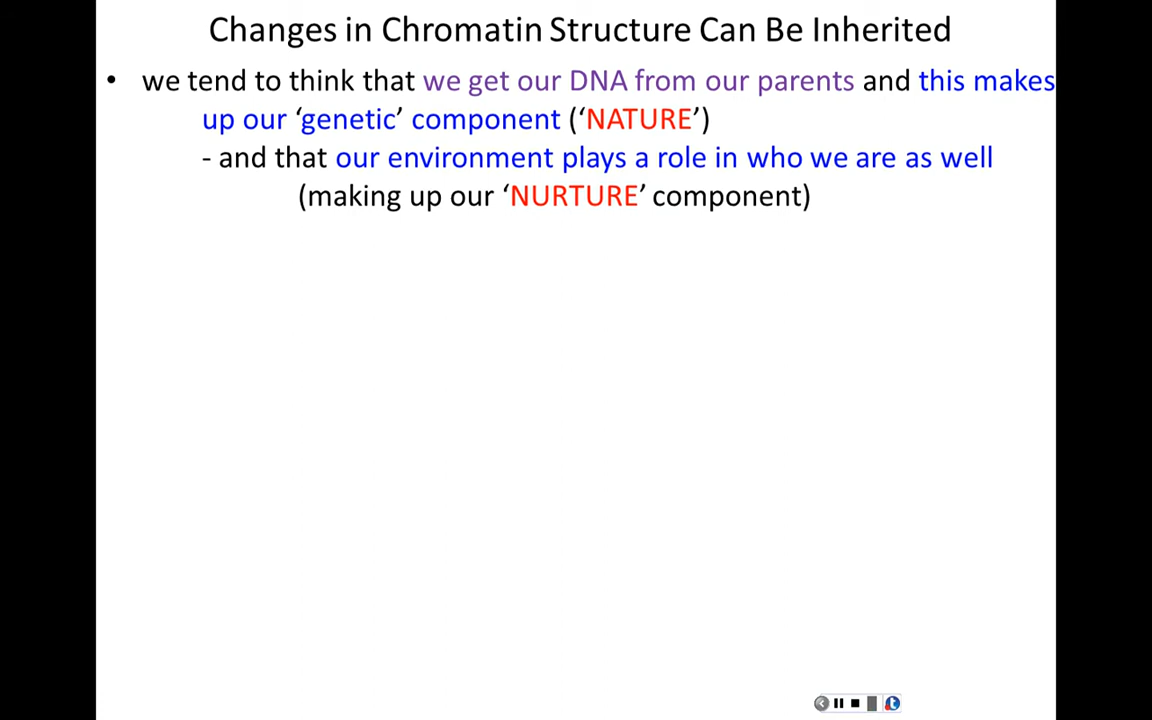 Changes in Chromatin Structure Can Be Inherited
• we tend to think that we get our DNA from our parents and this makes
up our ‘genetic’ component (‘NATURE’)
- and that our environment plays a role in who we are as well
(making up our ‘NURTURE’ component)
t